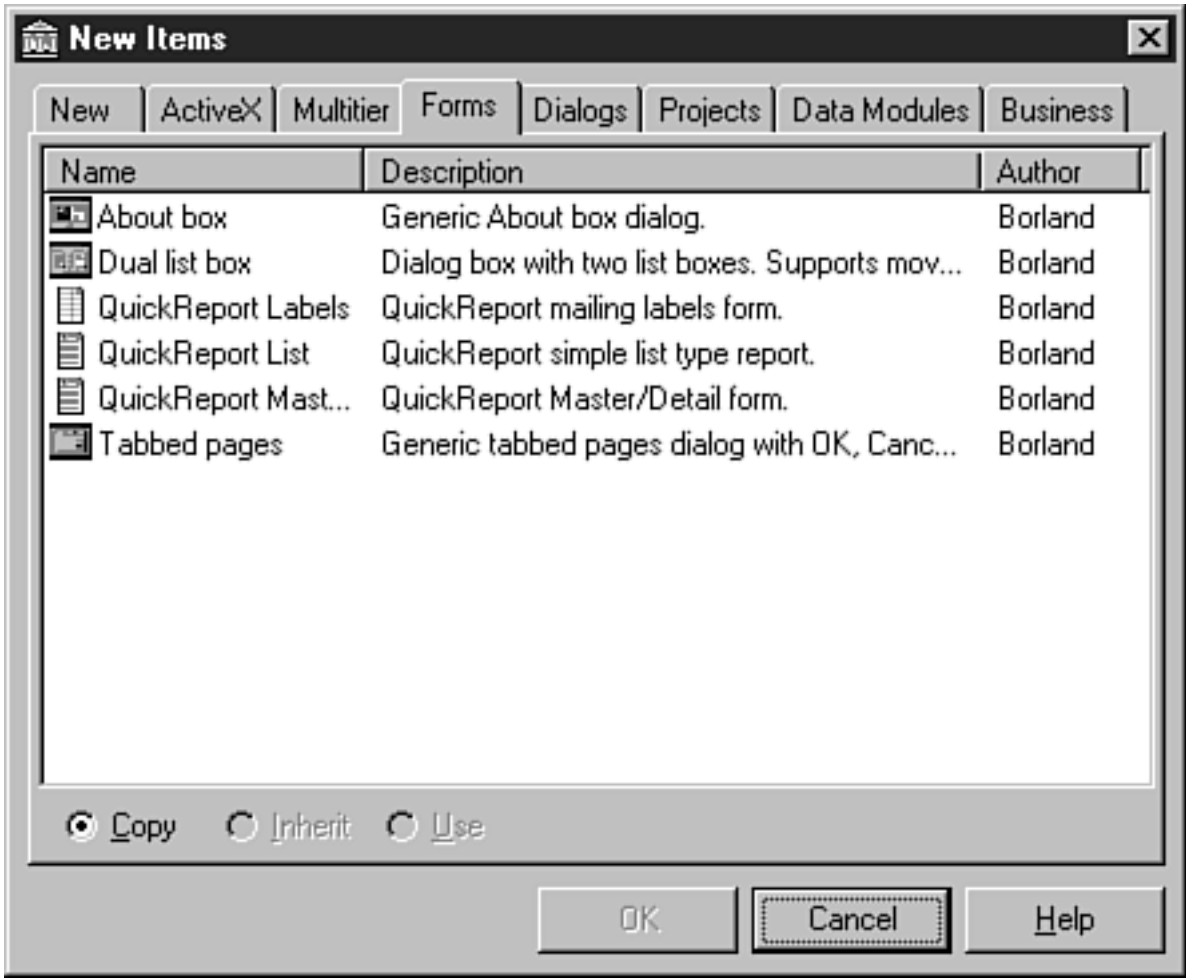 New Items
New ActiveX Multitier Forms Dialogs Projects Data Modules Business
Name Description Author
About box Generic About box dialog. Borland
Dual list box Dialog box with two list boxes. Supports mov... Borland
QuickReport Labels QuickReport mailing labels form. Borland
QuickReport List QuickReport simple list type report. Borland
QuickReport Mast... QuickReport Master/Detail form. Borland
Tabbed pages Generic tabbed pages dialog with OK, Canc... Borland
Copy Inherit Use
OK Cancel Help